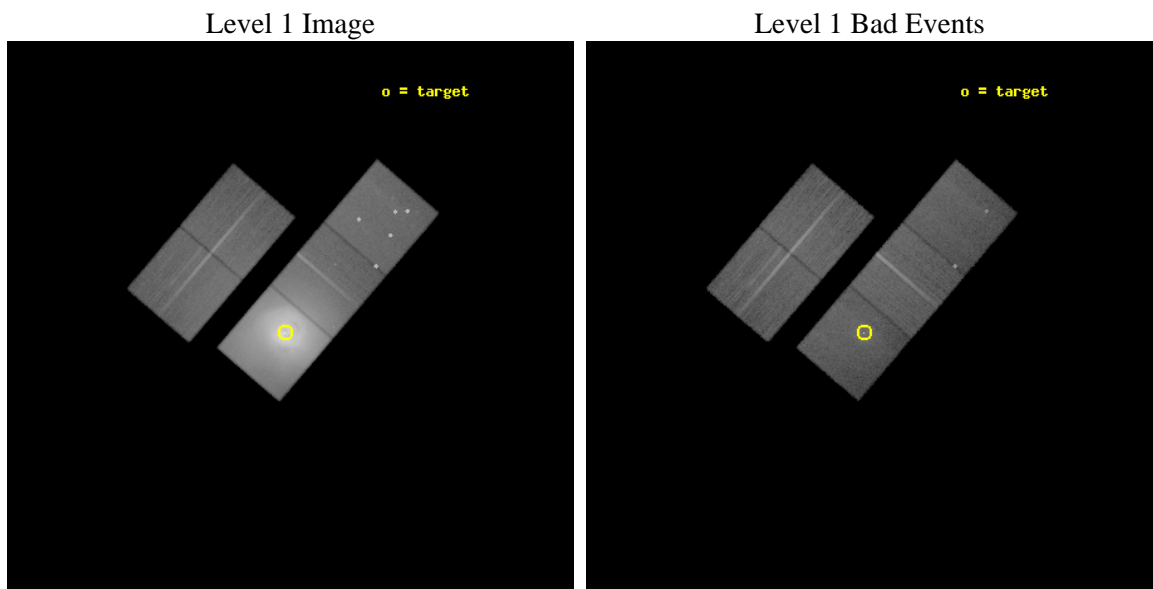 Level 1 Image
Level 1 Bad Events
o = target
o = target